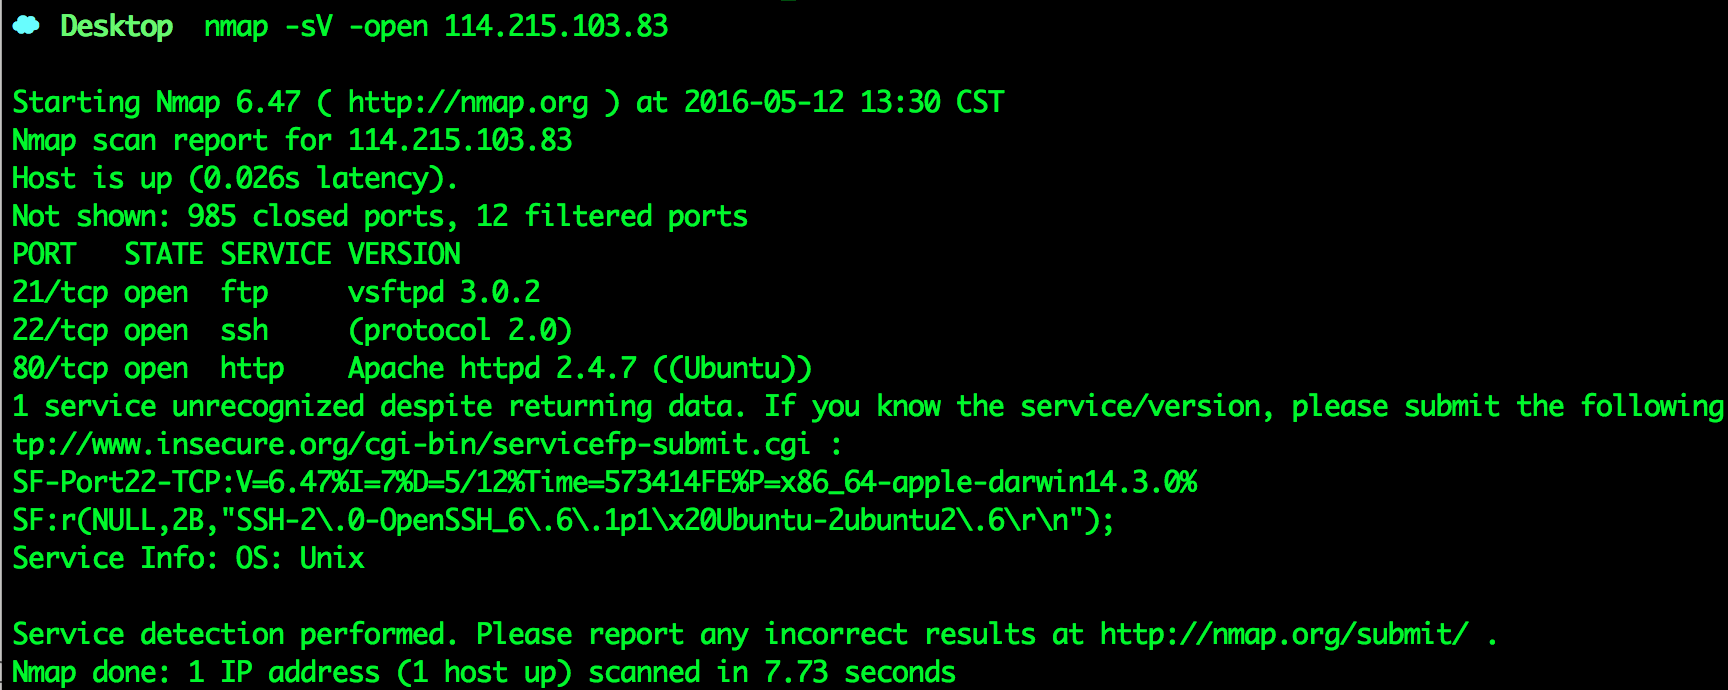 Desktop nmap -sV -open 114.215.103.83
Starting Nmap 6.47 ( http://nmap.org ) at 2016-05-12 13:30 CST
Nmap scan report for 114.215.103.83
Host is up (0.026s latency).
Not shown: 985 closed ports, 12 filtered ports
PORT   STATE SERVICE VERSION
21/tcp open  ftp     vsftpd 3.0.2
22/tcp open  ssh     (protocol 2.0)
80/tcp open  http    Apache httpd 2.4.7 ((Ubuntu))
1 service unrecognized despite returning data. If you know the service/version, please submit the following
tp://www.insecure.org/cgi-bin/servicefp-submit.cgi :
SF-Port22-TCP:V=6.47%I=7%D=5/12%Time=573414FE%P=x86_64-apple-darwin14.3.0%
SF:r(NULL,2B,"SSH-2\.0-OpenSSH_6\.6\.1p1\x20Ubuntu-2ubuntu2\.6\r\n");
Service Info: OS: Unix
Service detection performed. Please report any incorrect results at http://nmap.org/submit/ .
Nmap done: 1 IP address (1 host up) scanned in 7.73 seconds